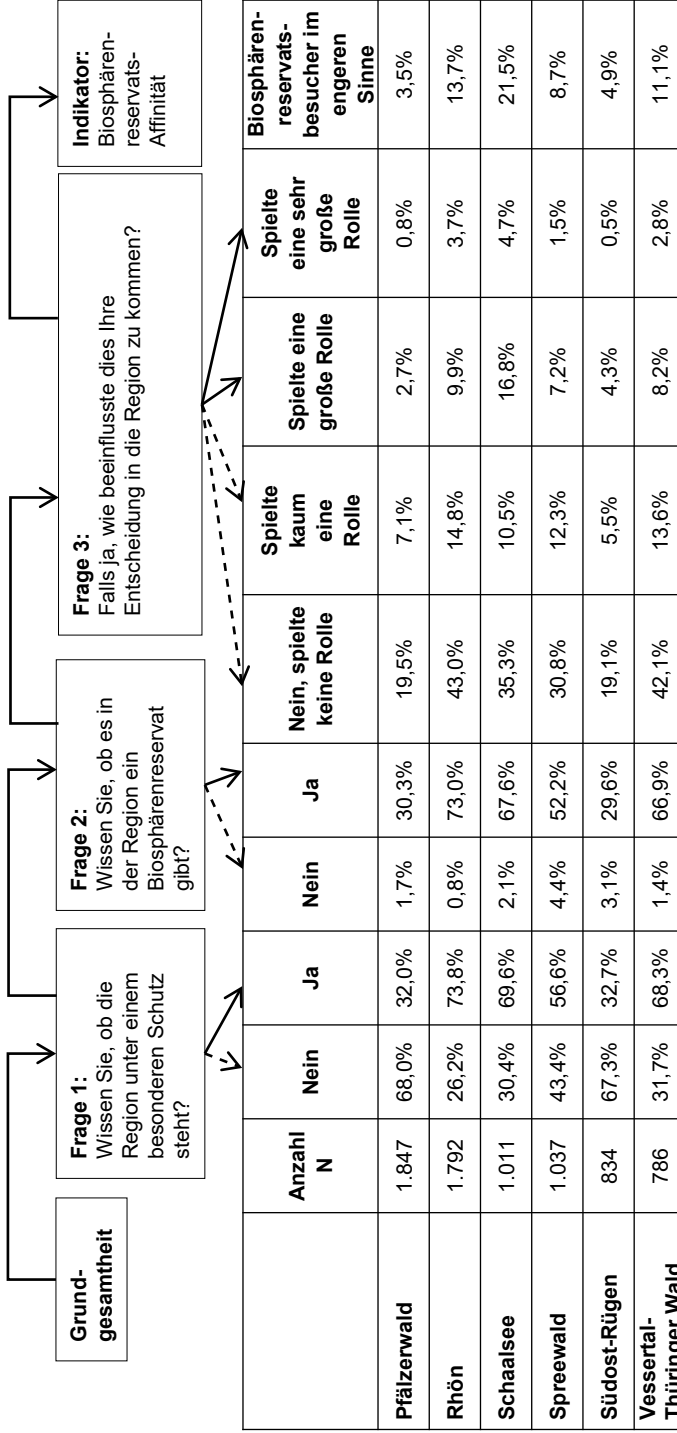 Grund-
gesamtheit
Frage 1:
Wissen Sie, ob die
Region unter einem
besonderen Schutz
steht?
Frage 2:
Wissen Sie, ob es in
der Region ein
Biosphärenreservat
gibt?
Frage 3:
Falls ja, wie beeinflusste dies Ihre
Entscheidung in die Region zu kommen?
Indikator:
Biosphären-
reservats-
Affinität
Anzahl
N
Nein
Ja
Nein
Ja
Nein, spielte
keine Rolle
Spielte
kaum
eine
Rolle
Spielte eine
große Rolle
Spielte
eine sehr
große
Rolle
Biosphären-
reservats-
besucher im
engeren
Sinne
Pfälzerwald 1.847 68,0% 32,0% 1,7% 30,3% 19,5% 7,1% 2,7% 0,8% 3,5%
Rhön 1.792 26,2% 73,8% 0,8% 73,0% 43,0% 14,8% 9,9% 3,7% 13,7%
Schaalsee 1.011 30,4% 69,6% 2,1% 67,6% 35,3% 10,5% 16,8% 4,7% 21,5%
Spreewald 1.037 43,4% 56,6% 4,4% 52,2% 30,8% 12,3% 7,2% 1,5% 8,7%
Südost-Rügen 834 67,3% 32,7% 3,1% 29,6% 19,1% 5,5% 4,3% 0,5% 4,9%
Vessertal-
Thüringer Wald 786 31,7% 68,3% 1,4% 66,9% 42,1% 13,6% 8,2% 2,8% 11,1%